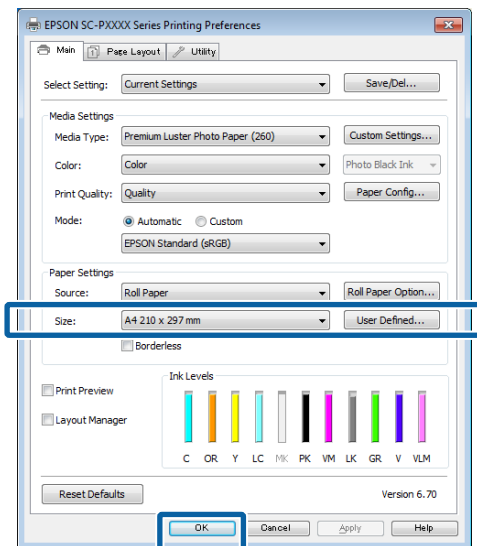 EPSON SC-PXXXX Series Printing Preferences
Main Page Layout Utility
Select Setting: Current Settings Save/Del...
Media Settings
Media Type: Premium Luster Photo Paper (260) Custom Settings...
Color: Color Photo Black Ink
Print Quality: Quality Paper Config...
Mode: Automatic Custom
EPSON Standard (sRGB)
Paper Settings
Source: Roll Paper Roll Paper Option...
Size: A4 210 x 297 mm User Defined...
Borderless
Ink Levels
Print Preview
Layout Manager
C OR Y LC MK PK VM LK GR V VLM
Reset Defaults Version 6.70
OK Cancel Apply Help